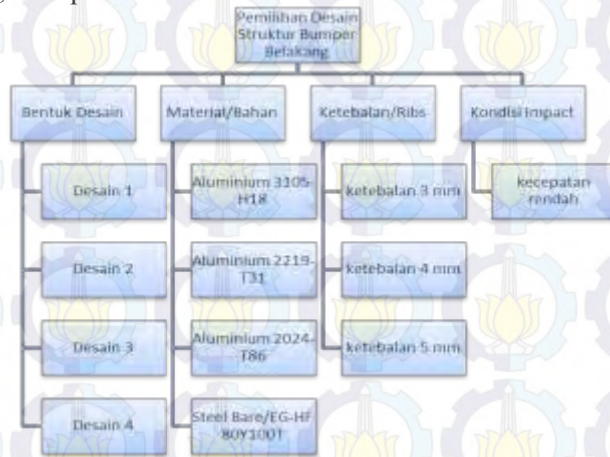 Pemilihan Desain
Struktur Bumper
Belakang
Bentuk Desain
Material/Bahan
Ketebalan/Ribs
Kondisi Impact
Desain 1
Aluminium 3105-
H18
ketebalan 3 mm
kecepatan
rendah
Desain 2
Aluminium 2219-
T31
ketebalan 4 mm
Desain 3
Aluminium 2024-
T86
ketebalan 5 mm
Desain 4
Steel Bare/EG-HF
80Y100T